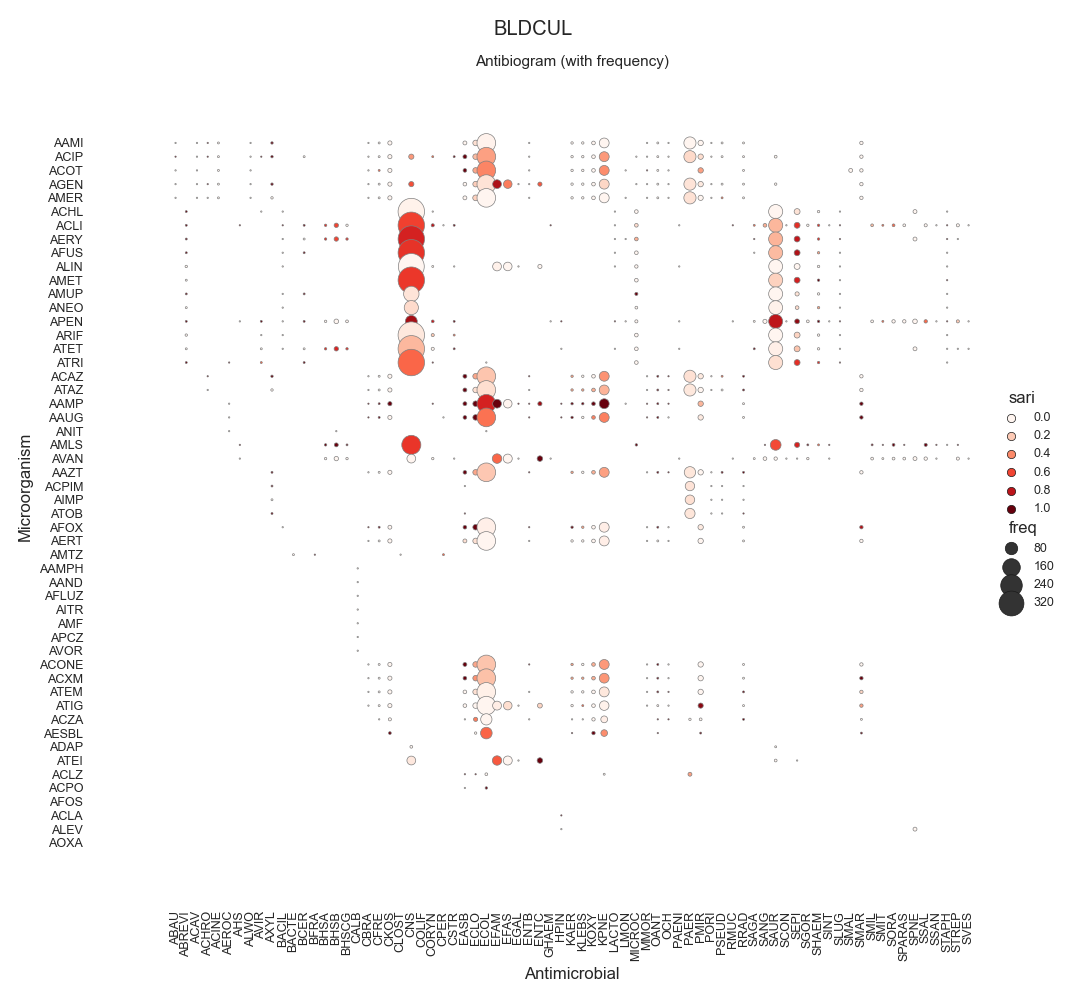 BLDCUL
Antibiogram (with frequency)
AAMI
ACIP
ACOT
AGEN
AMER
ACHL
ACLI
AERY
AFUS
ALIN
AMET
AMUP
ANEO
APEN
ARIF
ATET
ATRI
ACAZ
ATAZ
AAMP
AAUG
ANIT
AMLS
AVAN
AAZT
ACPIM
AIMP
ATOB
AFOX
AERT
AMTZ
AAMPH
AAND
AFLUZ
AITR
AMF
APCZ
AVOR
ACONE
ACXM
ATEM
ATIG
ACZA
AESBL
ADAP
ATEI
ACLZ
ACPO
AFOS
ACLA
ALEV
AOXA
Microorganism
sari
0.0
0.2
0.4
0.6
0.8
1.0
freq
80
160
240
320
ABAU
ABREVI
ACAV
ACHRO
ACINE
AEROC
AHS
ALWO
AVIR
AXYL
BACIL
BACTE
BCER
BFRA
BHSA
BHSB
BHSCG
CALB
CBRA
CFRE
CKOS
CLOST
CNS
COLIF
CORYN
CPER
CSTR
EASB
ECLO
ECOL
EFAM
EFAS
EGAL
ENTB
ENTC
GHAEM
HPIN
KAER
KLEBS
KOXY
KPNE
LACTO
LMON
MICROC
MMOR
OANT
OCH
PAENI
PAER
PMIR
PORI
PSEUD
RMUC
RRAD
SAGA
SANG
SAUR
SCON
SEPI
SGOR
SHAEM
SINT
SLUG
SMAL
SMAR
SMIL
SMIT
SORA
SPARAS
SPNE
SSAL
SSAN
STAPH
STREP
SVES
Antimicrobial